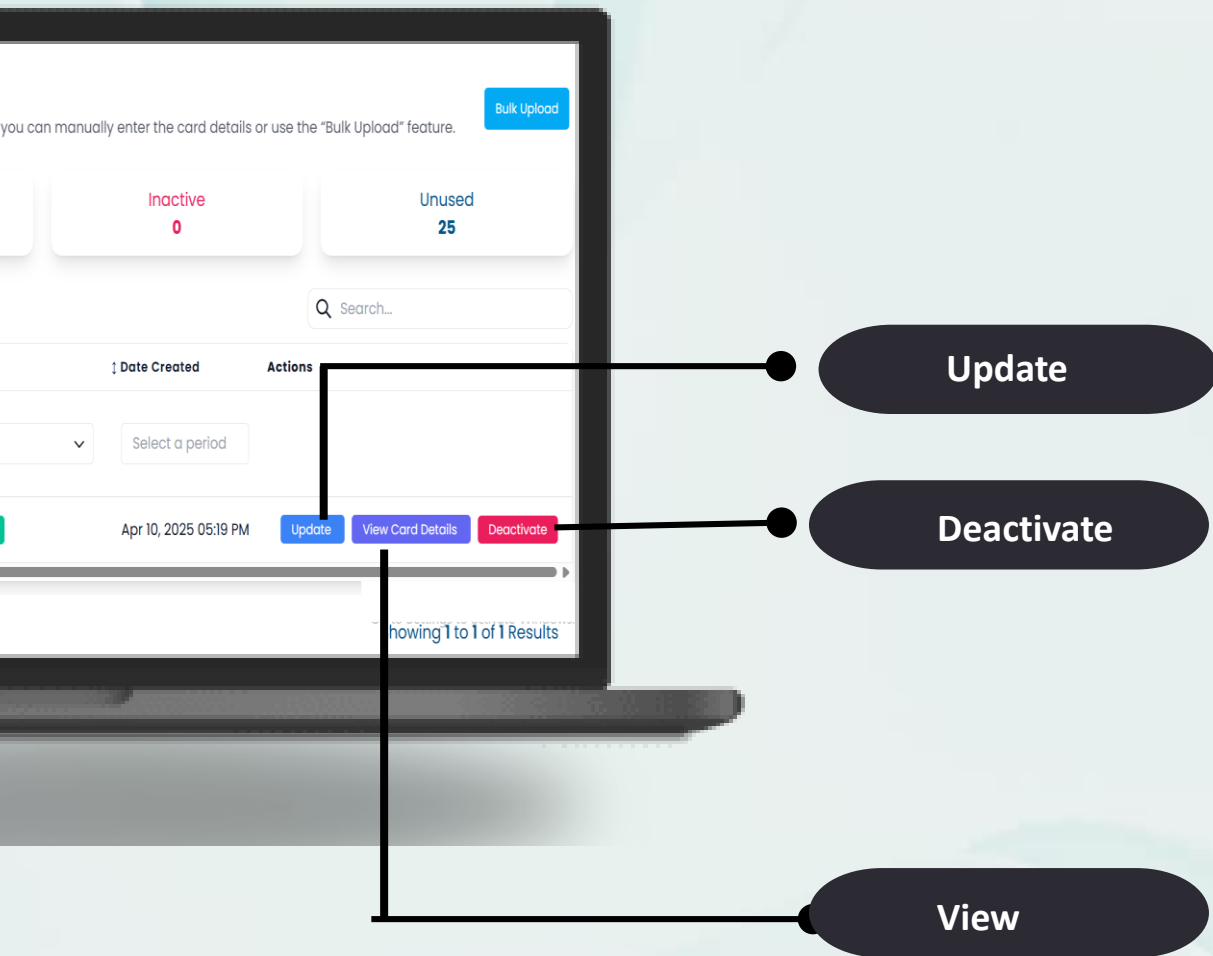 Bulk Upload
you can manually enter the card details or use the “Bulk Upload” feature.
Inactive
0
Unused
25
Search...
Date Created
Actions
Update
Select a period
Deactivate
Apr 10, 2025 05:19 PM
Update
View Card Details
Deactivate
howing 1 to 1 of 1 Results
View